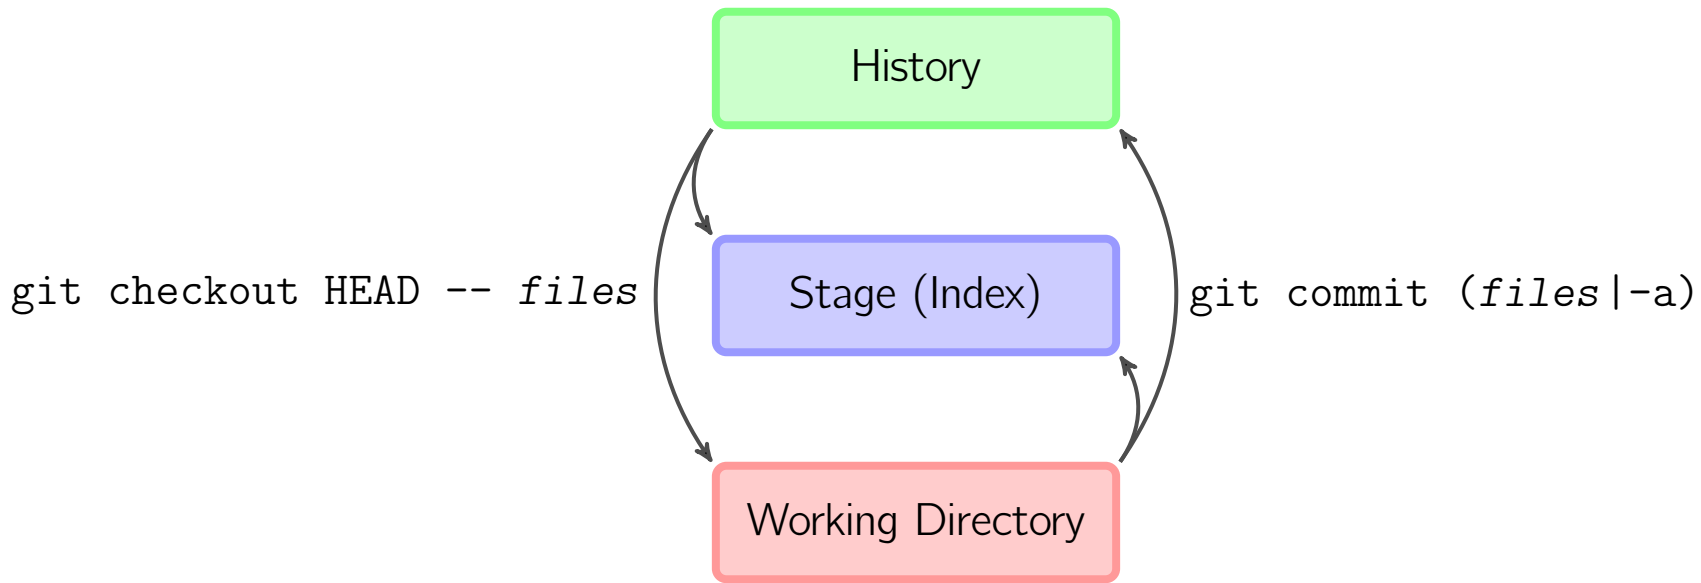 History
git checkout HEAD -- files
Stage (Index)
git commit (files|-a)
Working Directory